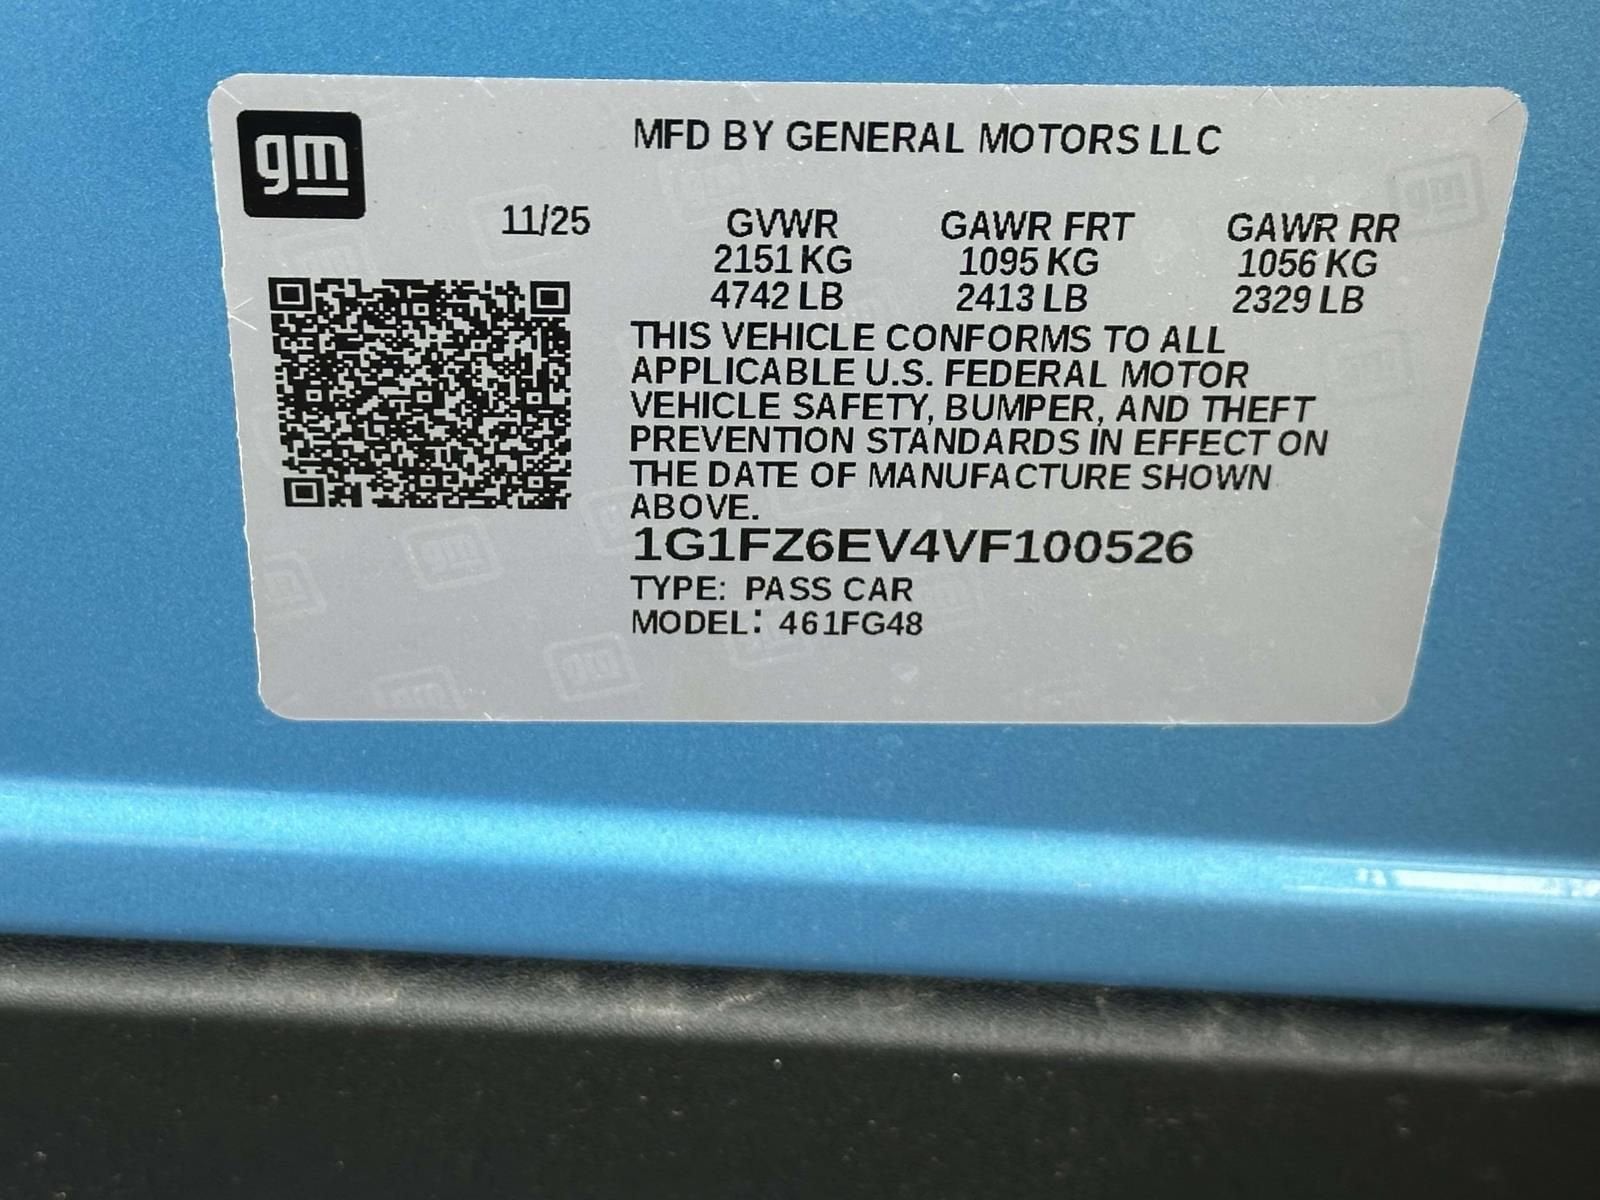 gm
MFD BY GENERAL MOTORS LLC
11/25
GVWR GAWR FRT GAWR RR
2151 KG 1095 KG 1056 KG
4742 LB 2413 LB 2329 LB
THIS VEHICLE CONFORMS TO ALL
APPLICABLE U.S. FEDERAL MOTOR
VEHICLE SAFETY, BUMPER, AND THEFT
PREVENTION STANDARDS IN EFFECT ON
THE DATE OF MANUFACTURE SHOWN
ABOVE.
1G1FZ6EV4VF100526
TYPE: PASS CAR
MODEL: 461FG48